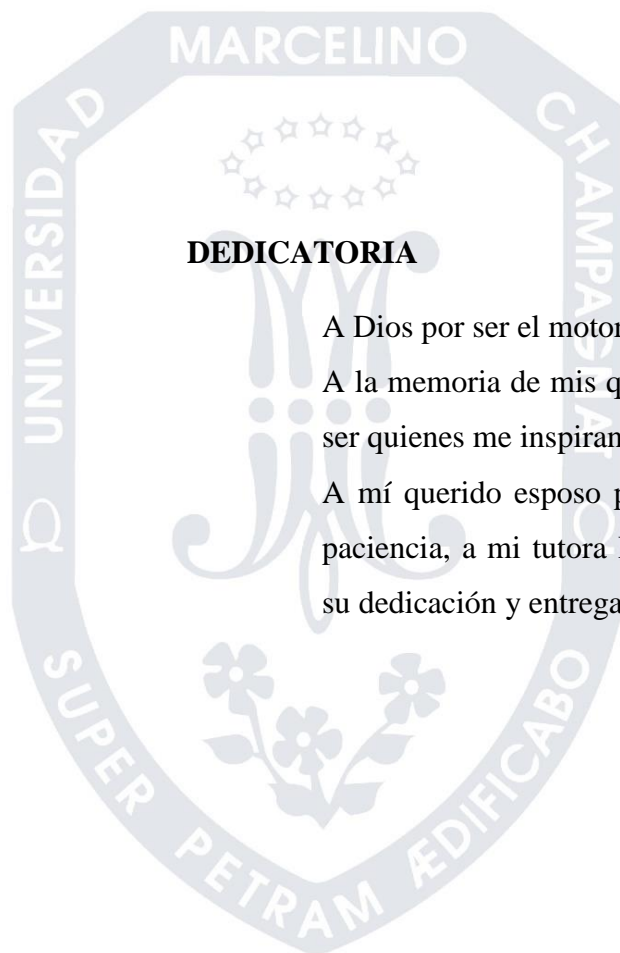 MARCELINO
UNIVERSIDAD
CHAMPAGNAT
DEDICATORIA
A Dios por ser el motor
A la memoria de mis q
ser quienes me inspiran
A mí querido esposo p
paciencia, a mi tutora
su dedicación y entrega
SUPER PETRAM ÆDIFICABO